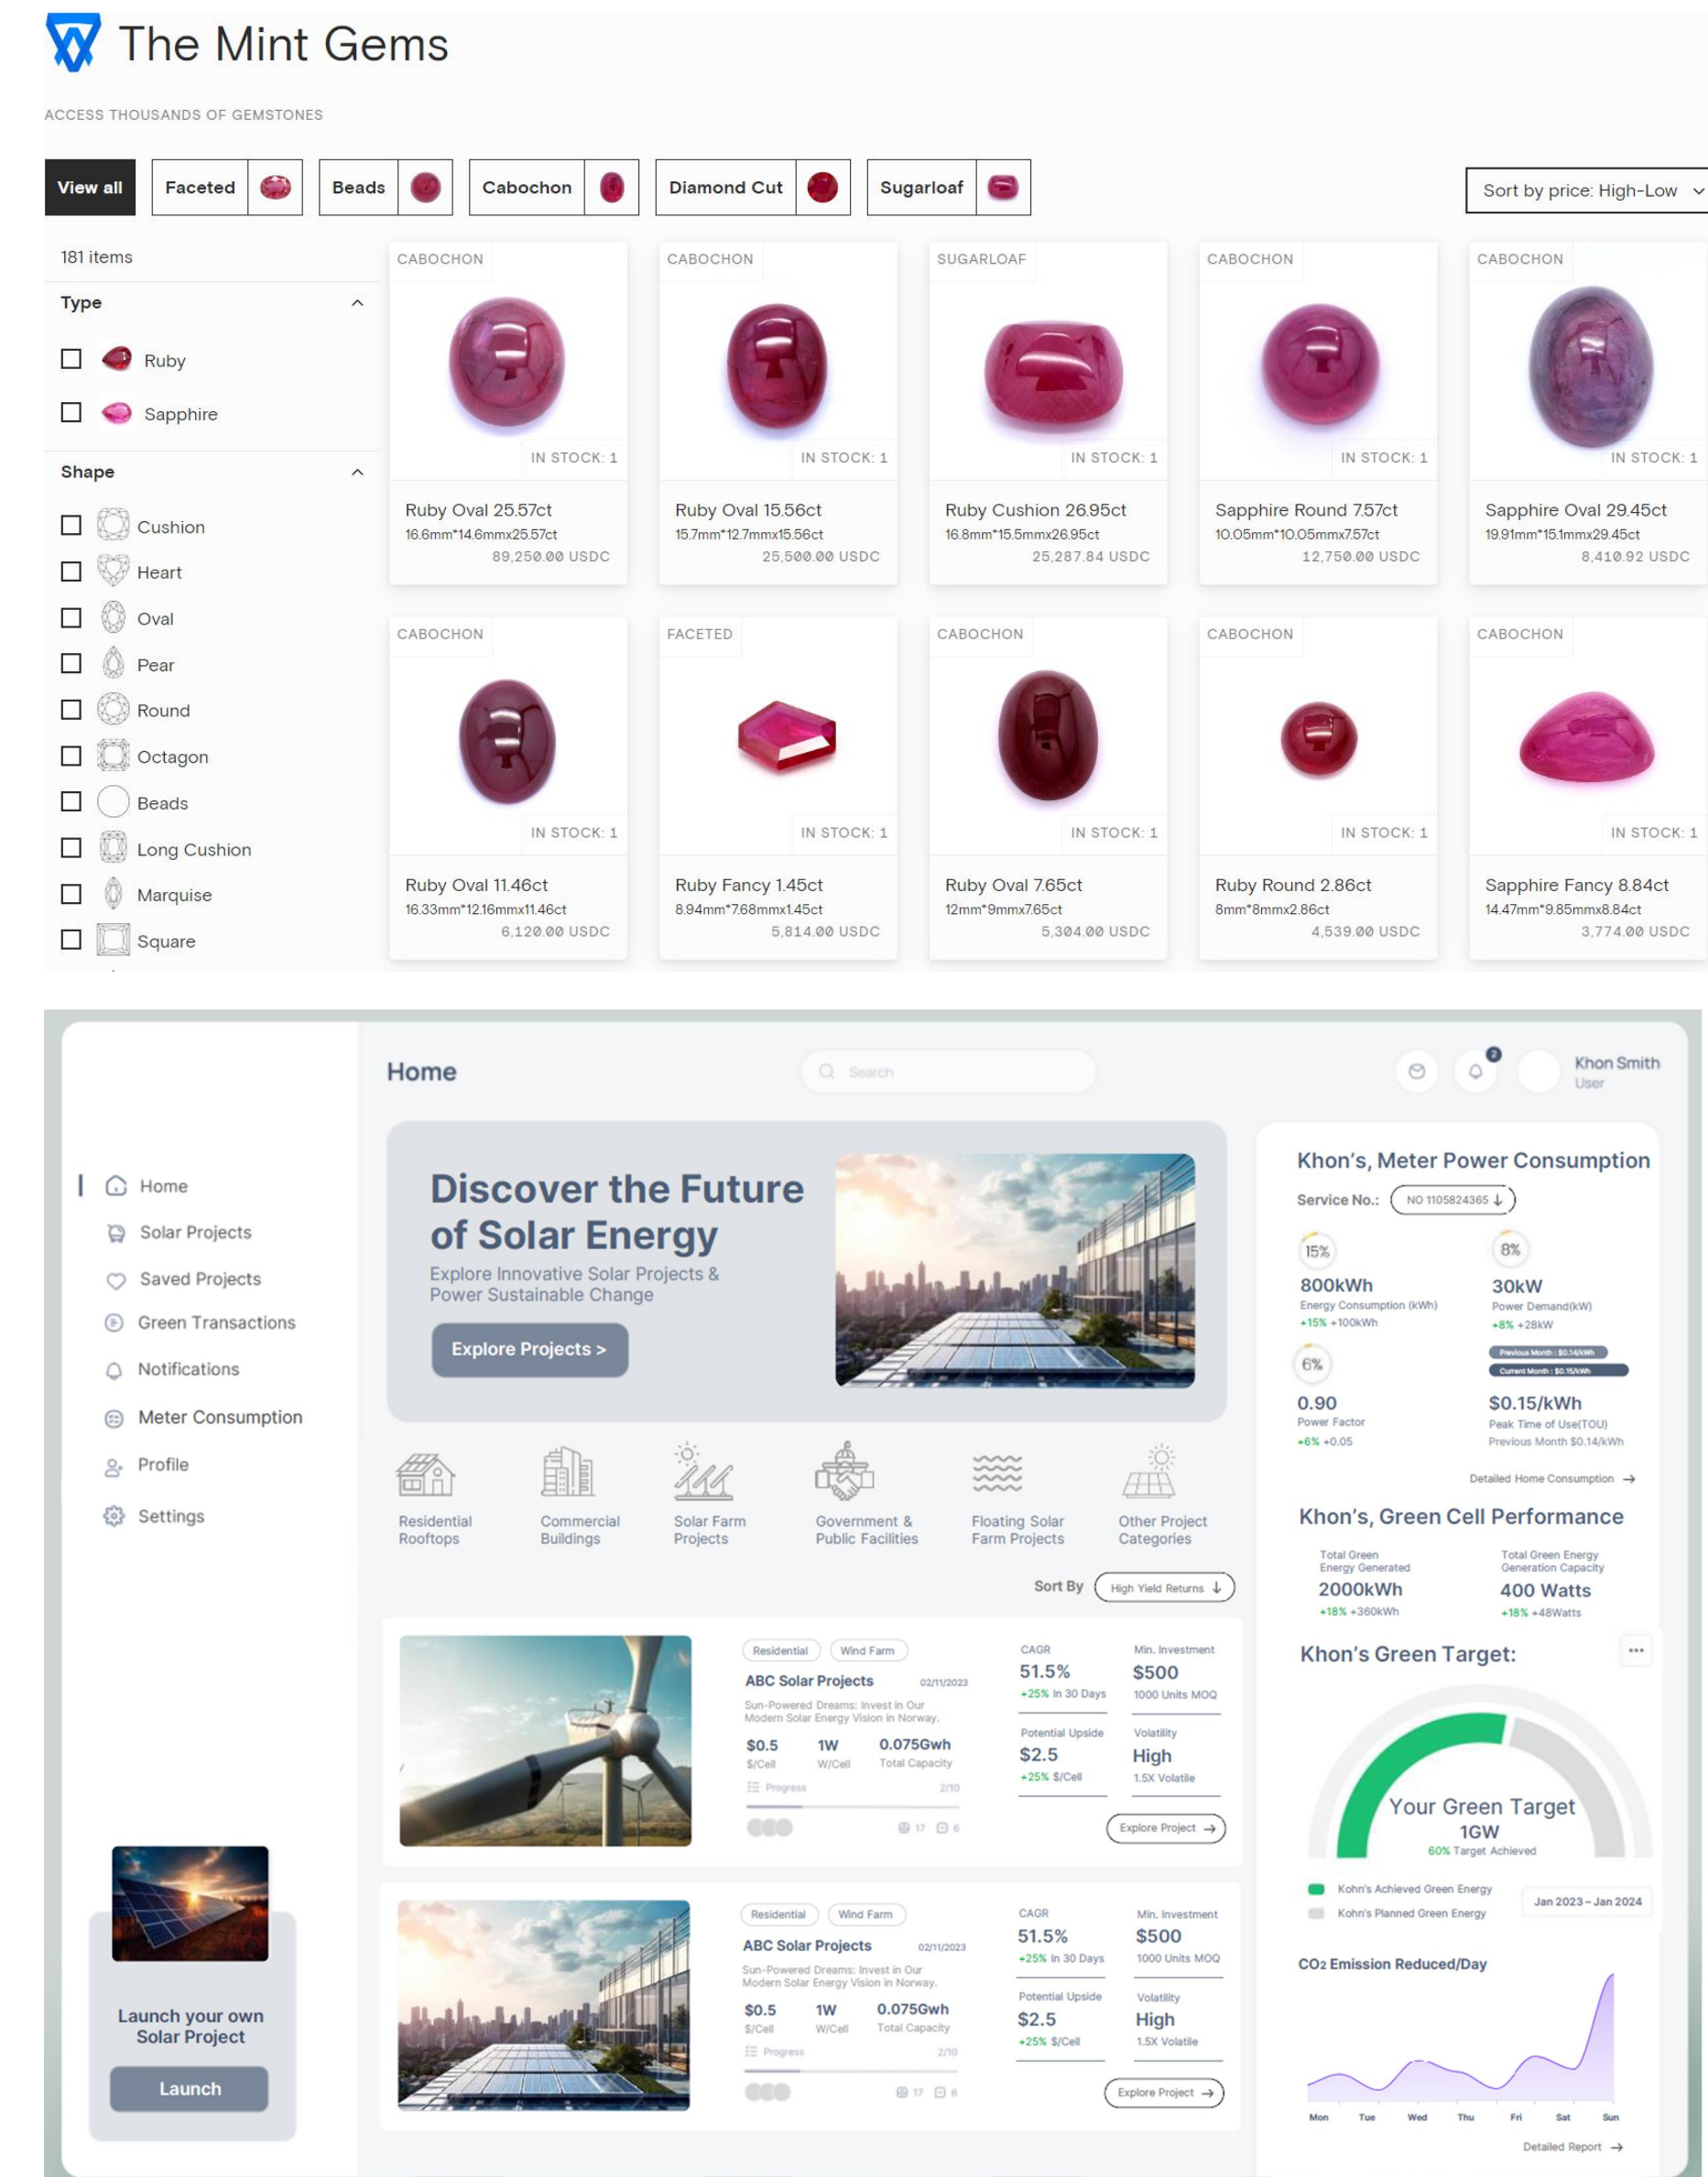 The Mint Gems
ACCESS THOUSANDS OF GEMSTONES
View all
Faceted
Beads
Cabochon
Diamond Cut
Sugarloaf
Sort by price: High-Low
181 items
Type
Ruby
Sapphire
Shape
Cushion
Heart
Oval
Pear
Round
Octagon
Beads
Long Cushion
Marquise
Square
CABOCHON
IN STOCK: 1
Ruby Oval 25.57ct
16.6mm*14.6mmx25.57ct
89,250.00 USDC
CABOCHON
IN STOCK: 1
Ruby Oval 15.56ct
15.7mm*12.7mmx15.56ct
25,500.00 USDC
SUGARLOAF
IN STOCK: 1
Ruby Cushion 26.95ct
16.8mm*15.5mmx26.95ct
25,287.84 USDC
CABOCHON
IN STOCK: 1
Sapphire Round 7.57ct
10.05mm*10.05mmx7.57ct
12,750.00 USDC
CABOCHON
IN STOCK: 1
Sapphire Oval 29.45ct
19.91mm*15.1mmx29.45ct
8,410.92 USDC
CABOCHON
IN STOCK: 1
Ruby Oval 11.46ct
16.33mm*12.16mmx11.46ct
6,120.00 USDC
FACETED
IN STOCK: 1
Ruby Fancy 1.45ct
8.94mm*7.68mmx1.45ct
5,814.00 USDC
CABOCHON
IN STOCK: 1
Ruby Oval 7.65ct
12mm*9mmx7.65ct
5,304.00 USDC
CABOCHON
IN STOCK: 1
Ruby Round 2.86ct
8mm*8mmx2.86ct
4,539.00 USDC
CABOCHON
IN STOCK: 1
Sapphire Fancy 8.84ct
14.47mm*9.85mmx8.84ct
3,774.00 USDC
Home
Search
2
Khon Smith
User
Home
Solar Projects
Saved Projects
Green Transactions
Notifications
Meter Consumption
Profile
Settings
Launch your own
Solar Project
Launch
Discover the Future
of Solar Energy
Explore Innovative Solar Projects &
Power Sustainable Change
Explore Projects >
Residential
Rooftops
Commercial
Buildings
Solar Farm
Projects
Government &
Public Facilities
Floating Solar
Farm Projects
Other Project
Categories
Sort By
High Yield Returns ↓
Residential
Wind Farm
ABC Solar Projects
02/11/2023
Sun-Powered Dreams: Invest in Our
Modern Solar Energy Vision in Norway.
$0.5
$/Cell
1W
W/Cell
0.075Gwh
Total Capacity
Progress
2/10
17
6
CAGR
51.5%
+25% In 30 Days
Min. Investment
$500
1000 Units MOQ
Potential Upside
$2.5
+25% $/Cell
Volatility
High
1.5X Volatile
Explore Project →
Residential
Wind Farm
ABC Solar Projects
02/11/2023
Sun-Powered Dreams: Invest in Our
Modern Solar Energy Vision in Norway.
$0.5
$/Cell
1W
W/Cell
0.075Gwh
Total Capacity
Progress
2/10
17
6
CAGR
51.5%
+25% In 30 Days
Min. Investment
$500
1000 Units MOQ
Potential Upside
$2.5
+25% $/Cell
Volatility
High
1.5X Volatile
Explore Project →
Khon's, Meter Power Consumption
Service No.:
NO 1105824365 ↓
15%
800kWh
Energy Consumption (kWh)
+15% +100kWh
8%
30kW
Power Demand(kW)
+8% +28kW
6%
0.90
Power Factor
+6% +0.05
Previous Month : $0.14/kWh
Current Month : $0.15/kWh
$0.15/kWh
Peak Time of Use(TOU)
Previous Month $0.14/kWh
Detailed Home Consumption →
Khon's, Green Cell Performance
Total Green
Energy Generated
2000kWh
+18% +360kWh
Total Green Energy
Generation Capacity
400 Watts
+18% +48Watts
Khon's Green Target:
Your Green Target
1GW
60% Target Achieved
Kohn's Achieved Green Energy
Kohn's Planned Green Energy
Jan 2023 – Jan 2024
CO2 Emission Reduced/Day
Mon Tue Wed Thu Fri Sat Sun
Detailed Report →